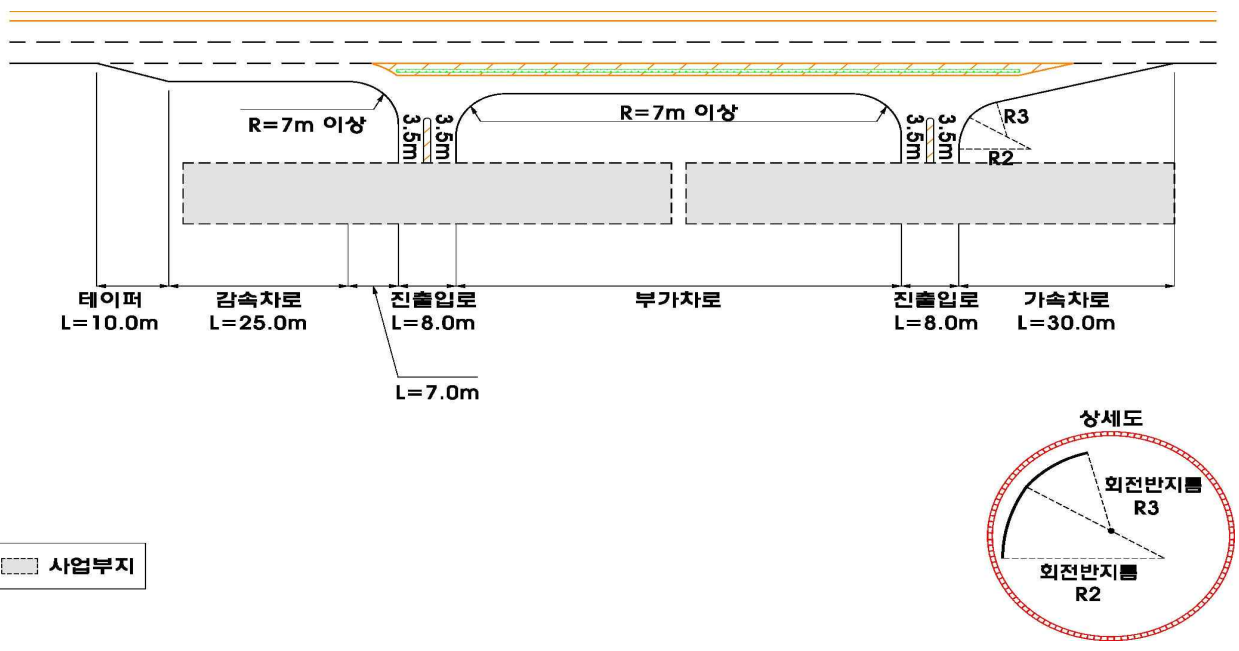 R=7m 이상
3.5m
3.5m
R=7m 이상
3.5m
3.5m
R3
R2
테이퍼
L=10.0m
감속차로
L=25.0m
진출입로
L=8.0m
부가차로
진출입로
L=8.0m
가속차로
L=30.0m
L=7.0m
상세도
회전반지름
R3
회전반지름
R2
사업부지